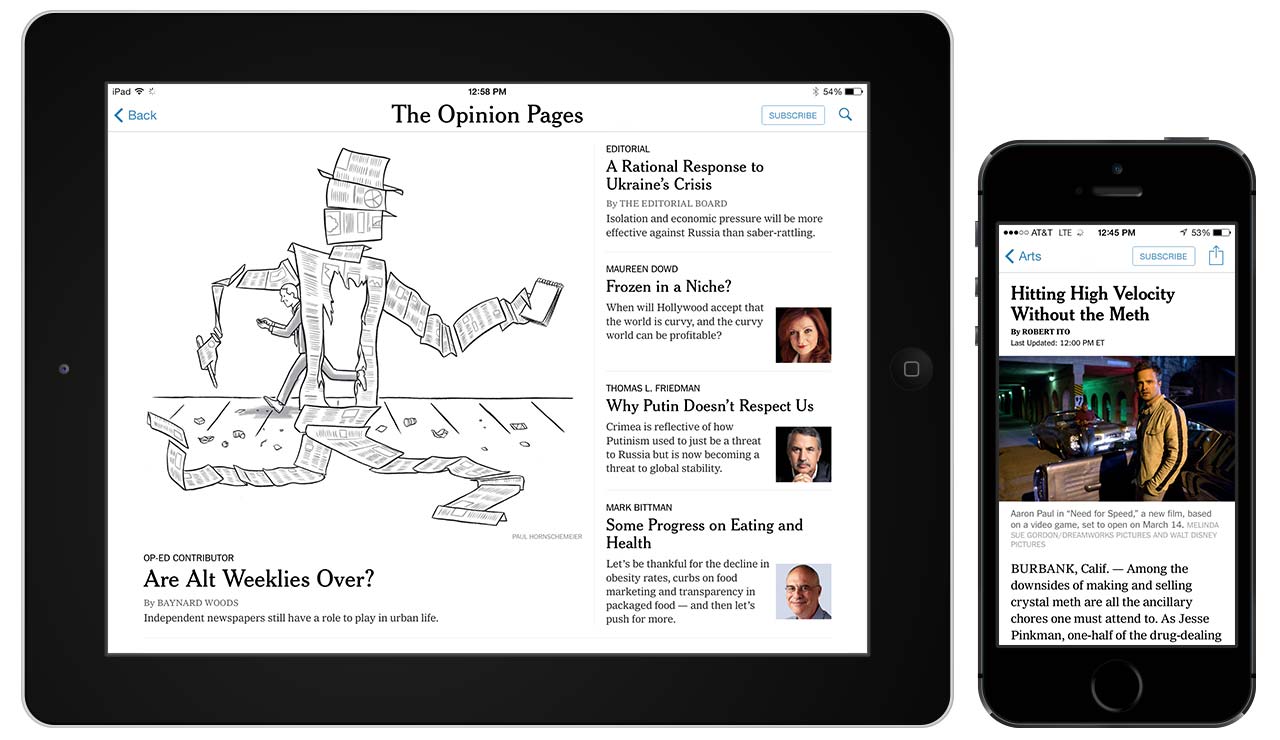 iPad
12:58 PM
54%
Back
The Opinion Pages
SUBSCRIBE
PAUL HORNSCHEMEIER
OP-ED CONTRIBUTOR
Are Alt Weeklies Over?
By BAYNARD WOODS
Independent newspapers still have a role to play in urban life.
EDITORIAL
A Rational Response to
Ukraine's Crisis
By THE EDITORIAL BOARD
Isolation and economic pressure will be more
effective against Russia than saber-rattling.
MAUREEN DOWD
Frozen in a Niche?
When will Hollywood accept that
the world is curvy, and the curvy
world can be profitable?
THOMAS L. FRIEDMAN
Why Putin Doesn't Respect Us
Crimea is reflective of how
Putinism used to just be a threat
to Russia but is now becoming a
threat to global stability.
MARK BITTMAN
Some Progress on Eating and
Health
Let's be thankful for the decline in
obesity rates, curbs on food
marketing and transparency in
packaged food — and then let's
push for more.
AT&T LTE
12:45 PM
53%
Arts
SUBSCRIBE
Hitting High Velocity
Without the Meth
By ROBERT ITO
Last Updated: 12:00 PM ET
Aaron Paul in "Need for Speed," a new film, based
on a video game, set to open on March 14. MELINDA
SUE GORDON/DREAMWORKS PICTURES AND WALT DISNEY
PICTURES
BURBANK, Calif. — Among the
downsides of making and selling
crystal meth are all the ancillary
chores one must attend to. As Jesse
Pinkman, one-half of the drug-dealing